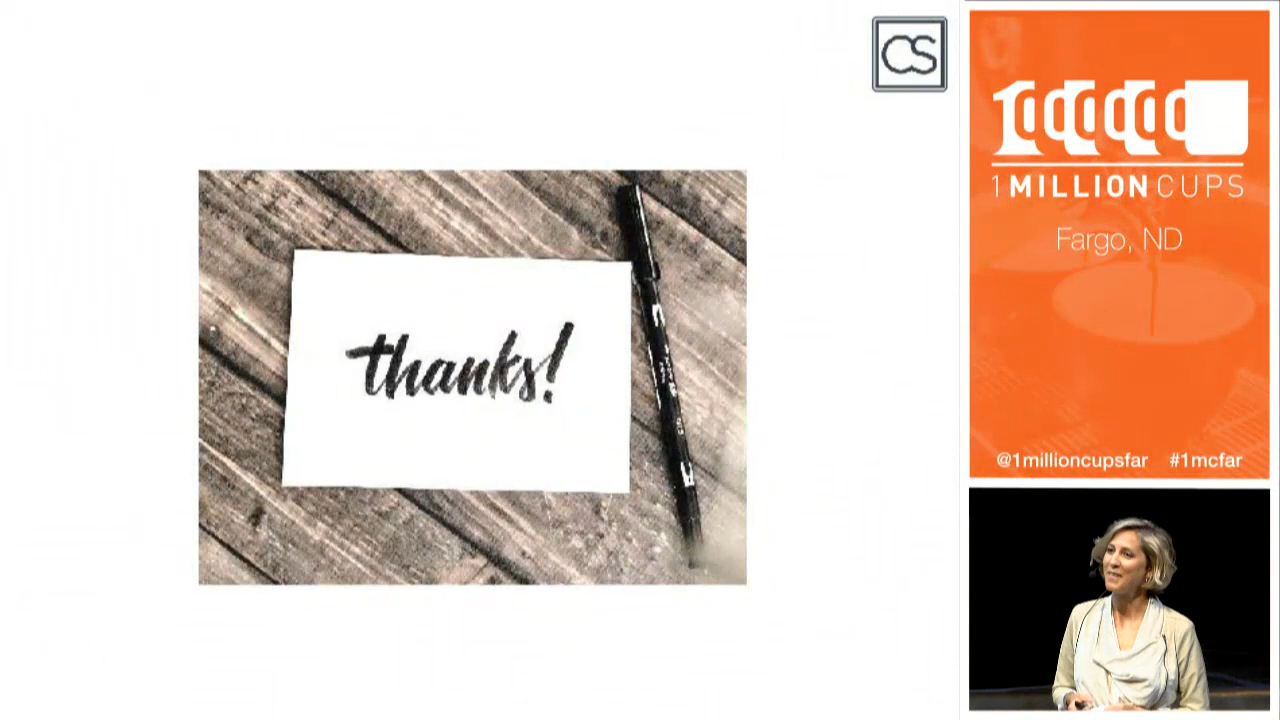 CS
thanks!
1 MILLION CUPS
Fargo, ND
@1millioncupsfar #1mcfar